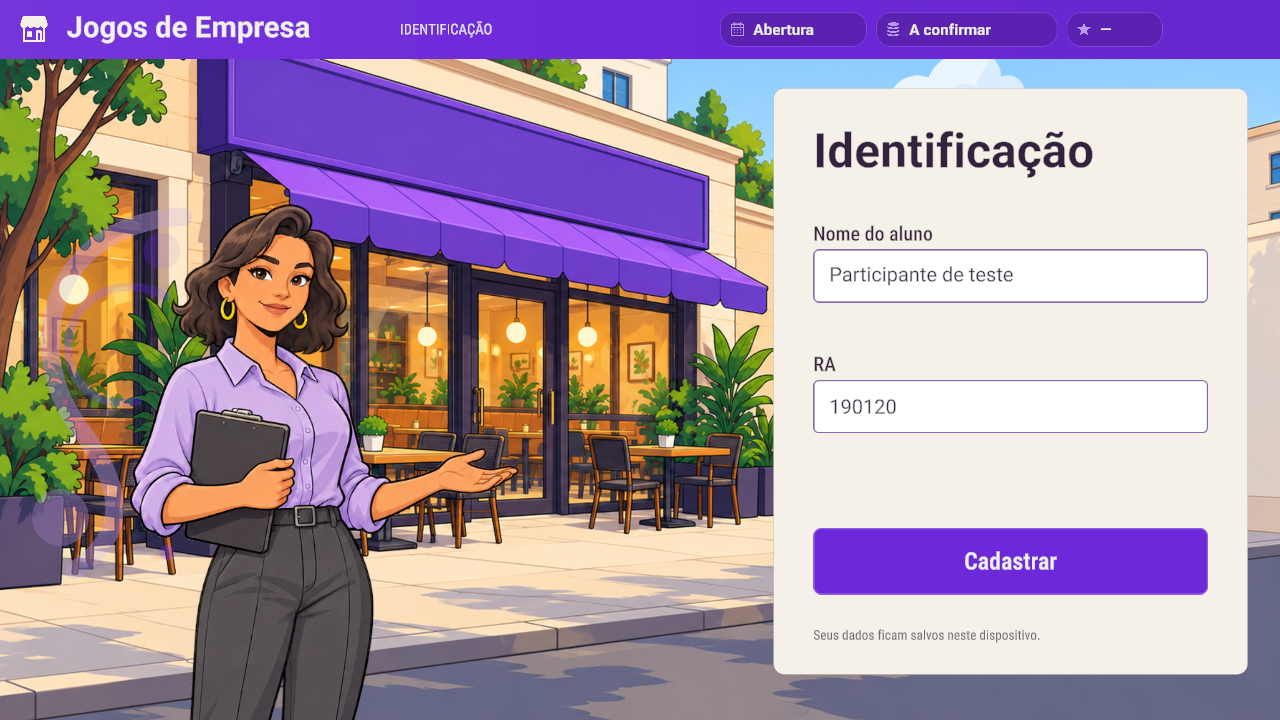 Jogos de Empresa
IDENTIFICAÇÃO
Abertura
A confirmar
–
Identificação
Nome do aluno
Participante de teste
RA
190120
Cadastrar
Seus dados ficam salvos neste dispositivo.